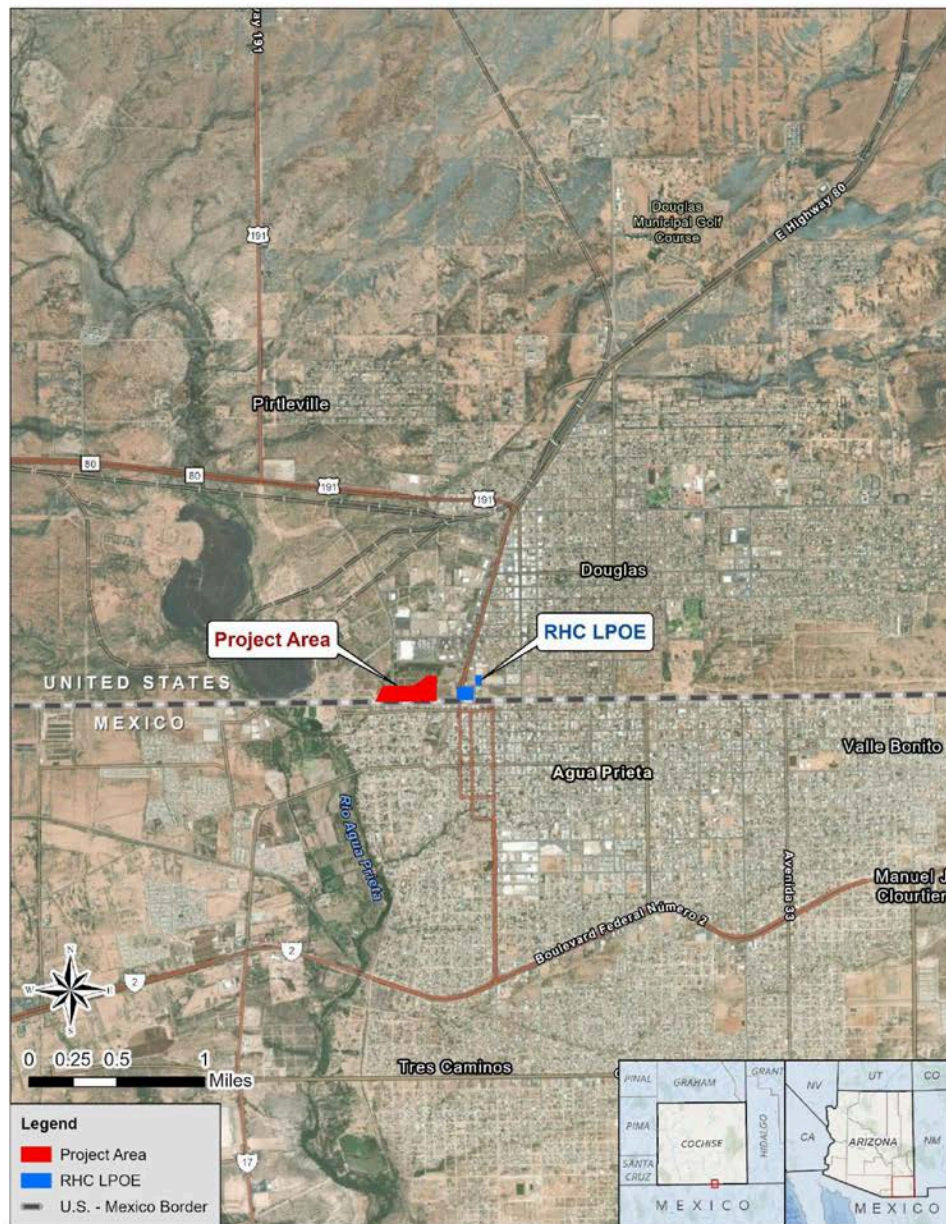 way 191
191
Douglas
Municipal Golf
Course
E Highway 80
Pirtleville
80
80
191
191
Douglas
Project Area
RHC LPOE
UNITED STATES
MEXICO
Valle Bonito
Agua Prieta
Rio Agua Prieta
Avenida 33
Manuel J
Clourtier
Boulevard Federal Número 2
2
2
N
W E
S
0 0.25 0.5 1
Miles
Tres Caminos
17
Legend
Project Area
RHC LPOE
U.S. - Mexico Border
PINAL
GRAHAM
GRANT
PIMA
COCHISE
HIDALGO
SANTA
CRUZ
MEXICO
NV
UT
CO
CA
ARIZONA
NM
MEXICO